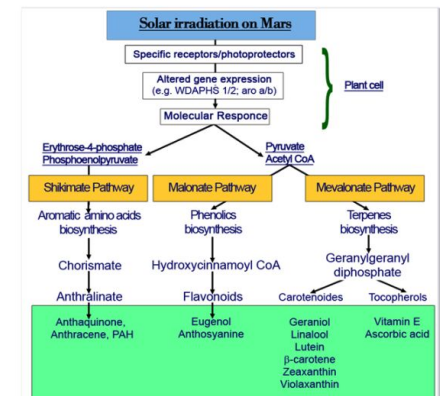 Solar irradiation on Mars
Specific receptors/photoprotectors
Altered gene expression
(e.g. WDAPHS 1/2; aro a/b)
Plant cell
Molecular Responce
Erythrose-4-phosphate
Phosphoenolpyruvate
Pyruvate
Acetyl CoA
Shikimate Pathway
Malonate Pathway
Mevalonate Pathway
Aromatic amino acids
biosynthesis
Phenolics
biosynthesis
Terpenes
biosynthesis
Chorismate
Hydroxycinnamoyl CoA
Geranylgeranyl
diphosphate
Anthralinate
Flavonoids
Carotenoides
Tocopherols
Anthaquinone,
Anthracene, PAH
Eugenol
Anthosyanine
Geraniol
Linalool
Lutein
β-carotene
Zeaxanthin
Violaxanthin
Vitamin E
Ascorbic acid